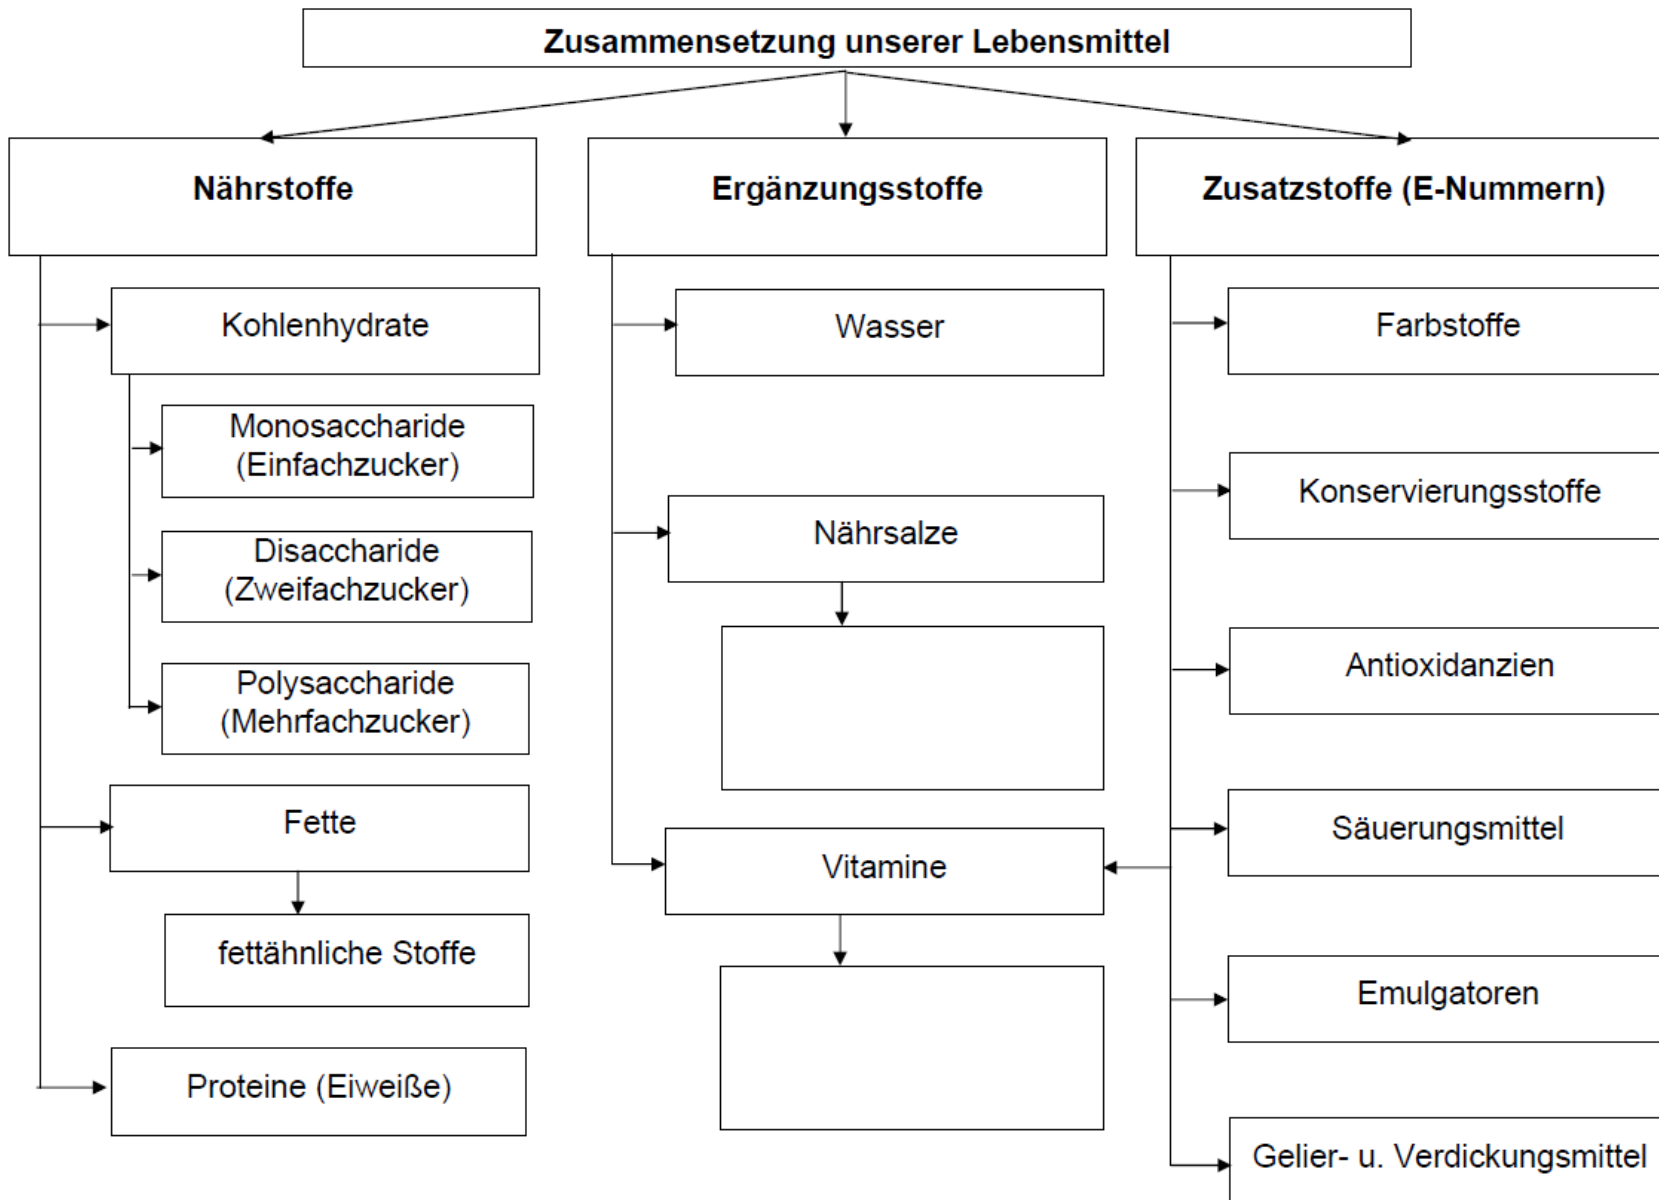 Zusammensetzung unserer Lebensmittel
Nährstoffe
Kohlenhydrate
Monosaccharide
(Einfachzucker)
Disaccharide
(Zweifachzucker)
Polysaccharide
(Mehrfachzucker)
Fette
fettähnliche Stoffe
Proteine (Eiweiße)
Ergänzungsstoffe
Wasser
Nährsalze
Vitamine
Zusatzstoffe (E-Nummern)
Farbstoffe
Konservierungsstoffe
Antioxidanzien
Säuerungsmittel
Emulgatoren
Gelier- u. Verdickungsmittel